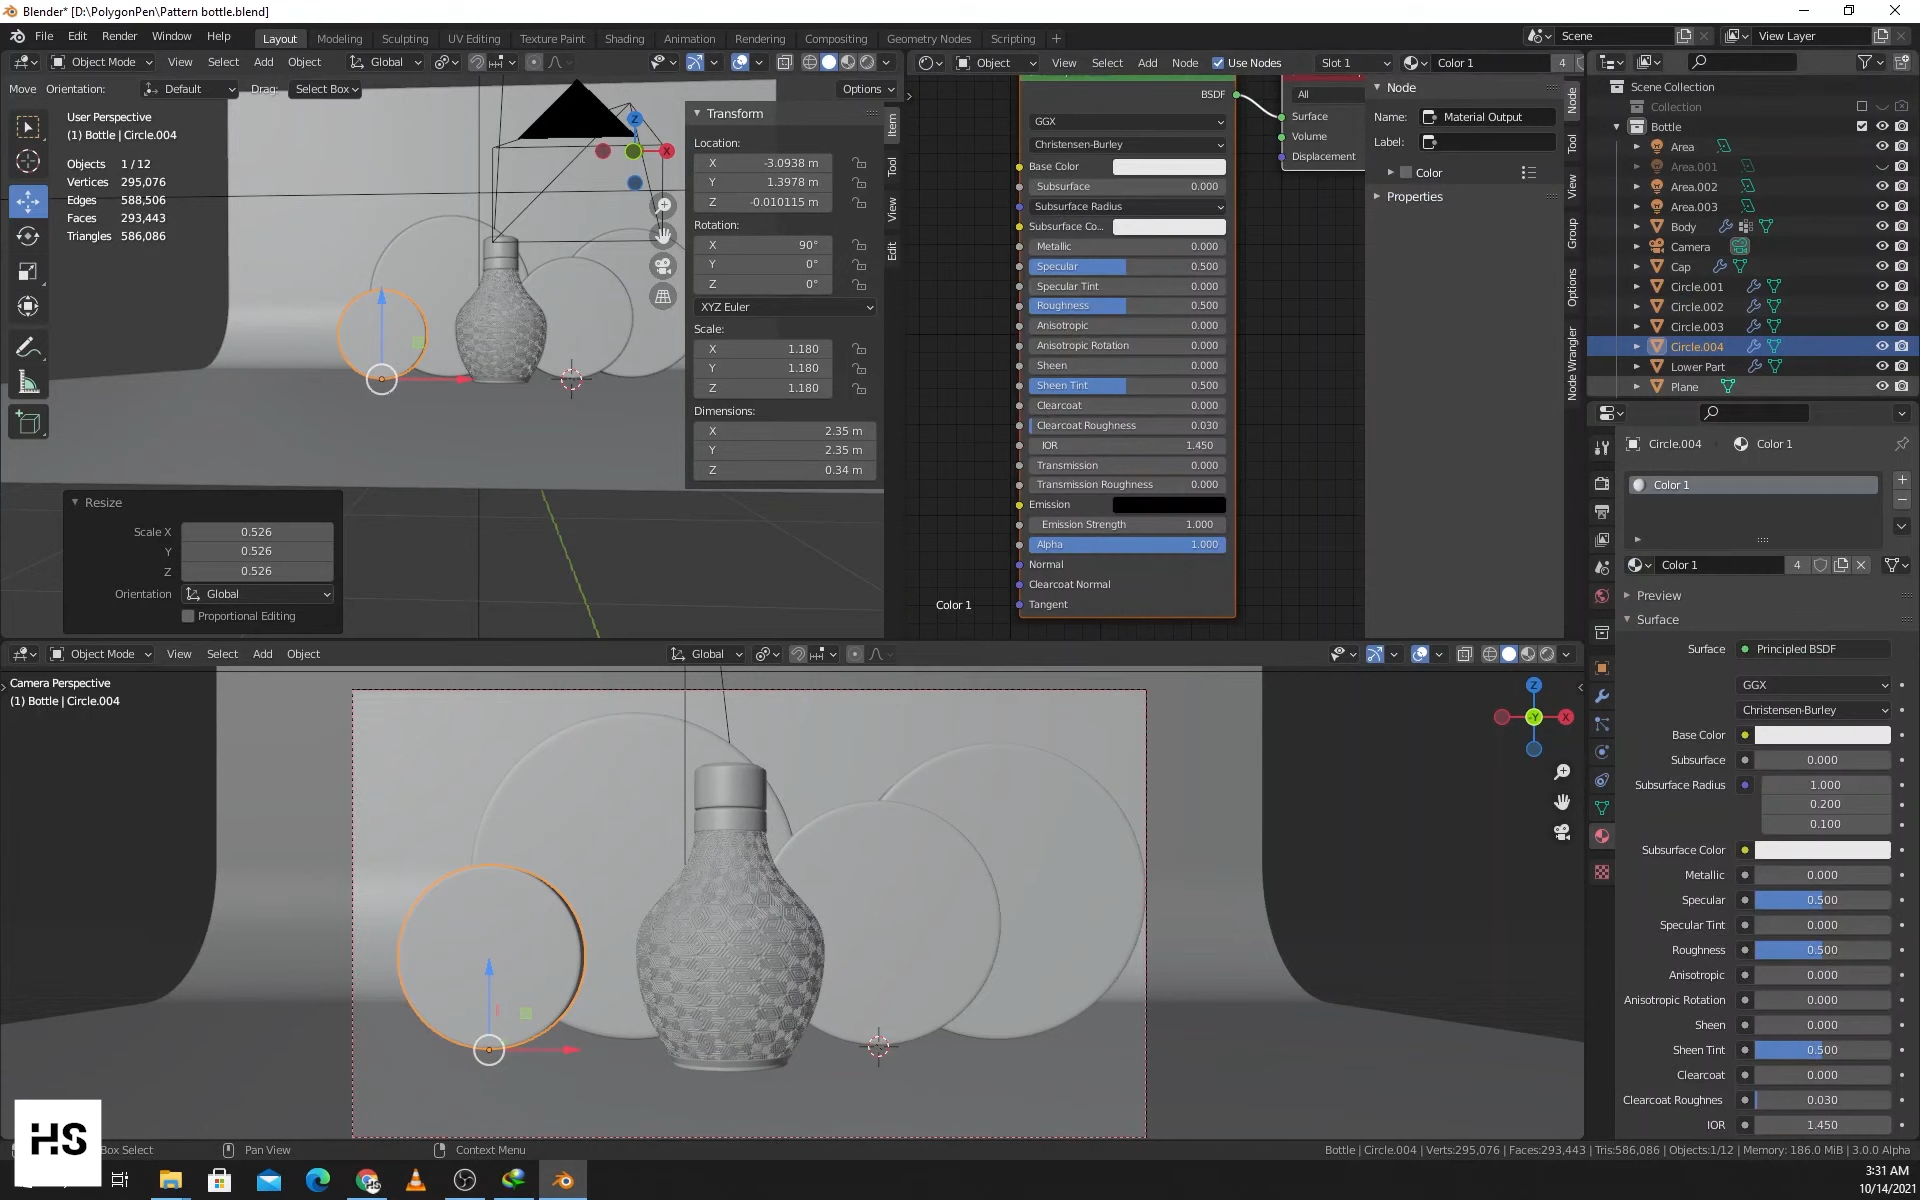 Blender* [D:\PolygonPen\Pattern bottle.blend]
File Edit Render Window Help Layout Modeling Sculpting UV Editing Texture Paint Shading Animation Rendering Compositing Geometry Nodes Scripting +
Scene View Layer
Object Mode View Select Add Object Global
Object View Select Add Node Use Nodes Slot 1 Color 1 4
Move Orientation: Default Drag: Select Box Options
User Perspective
(1) Bottle | Circle.004
Objects 1 / 12
Vertices 295,076
Edges 588,506
Faces 293,443
Triangles 586,086
Z
X
Transform
Location:
X -3.0938 m
Y 1.3978 m
Z -0.010115 m
Rotation:
X 90°
Y 0°
Z 0°
XYZ Euler
Scale:
X 1.180
Y 1.180
Z 1.180
Dimensions:
X 2.35 m
Y 2.35 m
Z 0.34 m
Item
Tool
View
Edit
Resize
Scale X 0.526
Y 0.526
Z 0.526
Orientation Global
Proportional Editing
BSDF
GGX
Christensen-Burley
Base Color
Subsurface 0.000
Subsurface Radius
Subsurface Co...
Metallic 0.000
Specular 0.500
Specular Tint 0.000
Roughness 0.500
Anisotropic 0.000
Anisotropic Rotation 0.000
Sheen 0.000
Sheen Tint 0.500
Clearcoat 0.000
Clearcoat Roughness 0.030
IOR 1.450
Transmission 0.000
Transmission Roughness 0.000
Emission
Emission Strength 1.000
Alpha 1.000
Normal
Clearcoat Normal
Tangent
Color 1
All
Surface
Volume
Displacement
Node
Name: Material Output
Label:
Color
Properties
Node
Tool
View
Group
Options
Node Wrangler
Scene Collection
Collection
Bottle
Area
Area.001
Area.002
Area.003
Body
Camera
Cap
Circle.001
Circle.002
Circle.003
Circle.004
Lower Part
Plane
Circle.004 Color 1
Color 1
Color 1 4
Preview
Surface
Surface Principled BSDF
GGX
Christensen-Burley
Base Color
Subsurface 0.000
Subsurface Radius 1.000
0.200
0.100
Subsurface Color
Metallic 0.000
Specular 0.500
Specular Tint 0.000
Roughness 0.500
Anisotropic 0.000
Anisotropic Rotation 0.000
Sheen 0.000
Sheen Tint 0.500
Clearcoat 0.000
Clearcoat Roughnes 0.030
IOR 1.450
Object Mode View Select Add Object Global
Camera Perspective
(1) Bottle | Circle.004
Z
-Y X
HS
Box Select Pan View Context Menu
Bottle | Circle.004 | Verts:295,076 | Faces:293,443 | Tris:586,086 | Objects:1/12 | Memory: 186.0 MiB | 3.0.0 Alpha
3:31 AM
10/14/2021